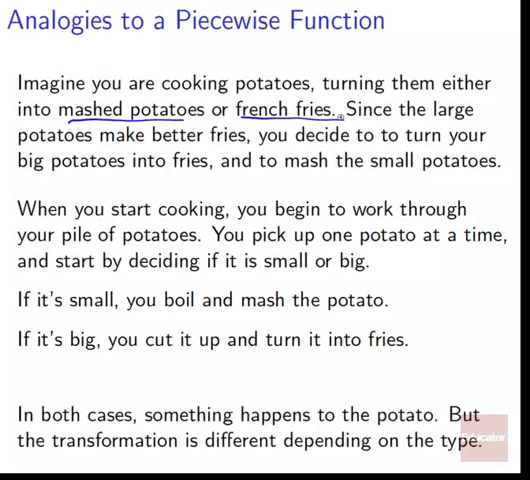 Analogies to a Piecewise Function
Imagine you are cooking potatoes, turning them either
into mashed potatoes or french fries. Since the large
potatoes make better fries, you decide to to turn your
big potatoes into fries, and to mash the small potatoes.
When you start cooking, you begin to work through
your pile of potatoes. You pick up one potato at a time,
and start by deciding if it is small or big.
If it's small, you boil and mash the potato.
If it's big, you cut it up and turn it into fries.
In both cases, something happens to the potato. But
the transformation is different depending on the type.
Educator